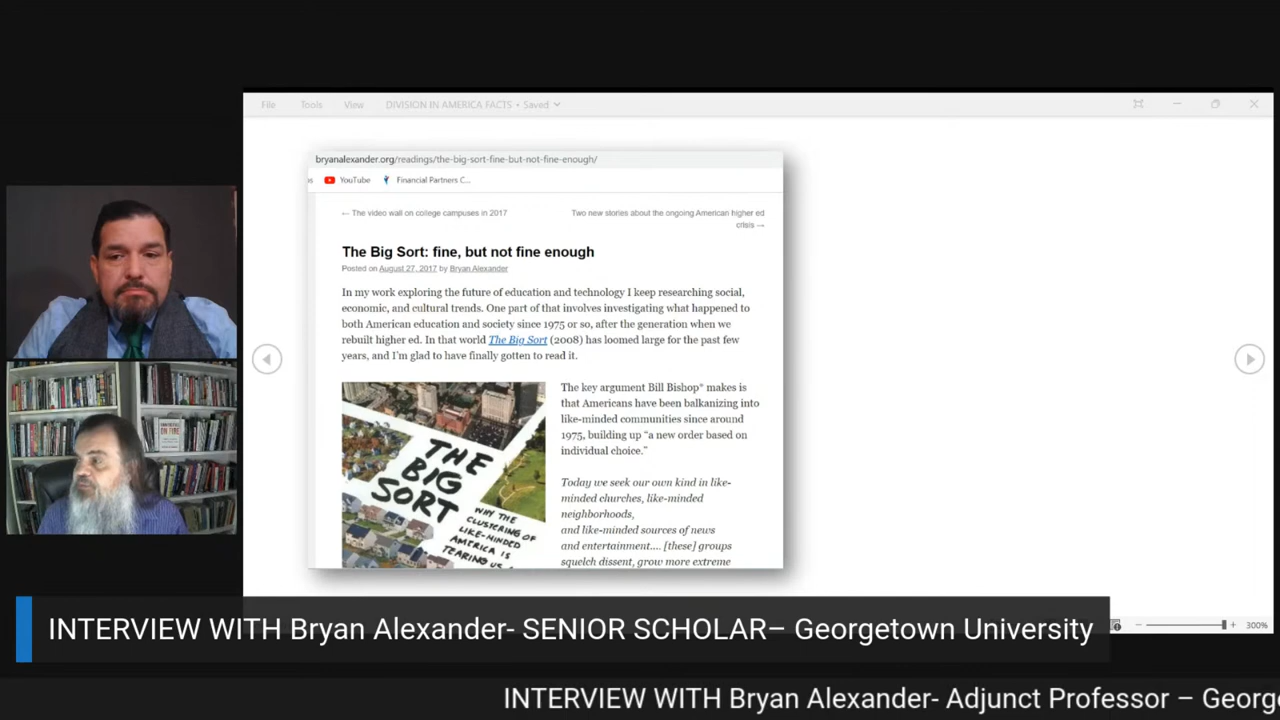 File Tools View DIVISION IN AMERICA FACTS • Saved
bryanalexander.org/readings/the-big-sort-fine-but-not-fine-enough/
YouTube Financial Partners C...
← The video wall on college campuses in 2017
Two new stories about the ongoing American higher ed
crisis →
The Big Sort: fine, but not fine enough
Posted on August 27, 2017 by Bryan Alexander
In my work exploring the future of education and technology I keep researching social,
economic, and cultural trends. One part of that involves investigating what happened to
both American education and society since 1975 or so, after the generation when we
rebuilt higher ed. In that world The Big Sort (2008) has loomed large for the past few
years, and I'm glad to have finally gotten to read it.
THE
BIG
SORT
WHY THE
CLUSTERING OF
LIKE-MINDED
AMERICA IS
TEARING US
The key argument Bill Bishop* makes is
that Americans have been balkanizing into
like-minded communities since around
1975, building up “a new order based on
individual choice.”
Today we seek our own kind in like-
minded churches, like-minded
neighborhoods,
and like-minded sources of news
and entertainment.... [these] groups
squelch dissent, grow more extreme
300%
INTERVIEW WITH Bryan Alexander- SENIOR SCHOLAR– Georgetown University
INTERVIEW WITH Bryan Alexander- Adjunct Professor – Georg